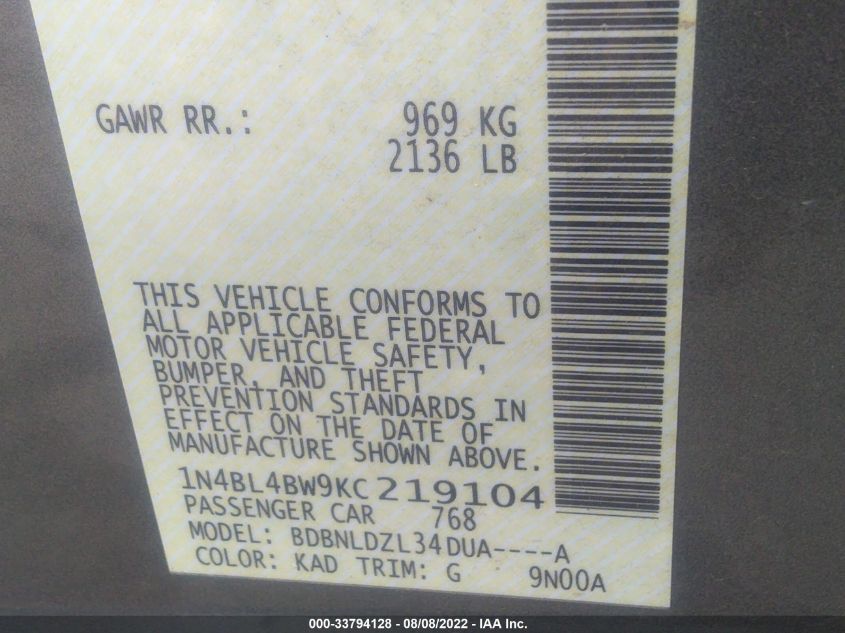 GAWR RR.: 969 KG
2136 LB
THIS VEHICLE CONFORMS TO
ALL APPLICABLE FEDERAL
MOTOR VEHICLE SAFETY,
BUMPER, AND THEFT
PREVENTION STANDARDS IN
EFFECT ON THE DATE OF
MANUFACTURE SHOWN ABOVE.
1N4BL4BW9KC219104
PASSENGER CAR 768
MODEL: BDBNLDZL34DUA----A
COLOR: KAD TRIM: G 9N00A
000-33794128 - 08/08/2022 - IAA Inc.